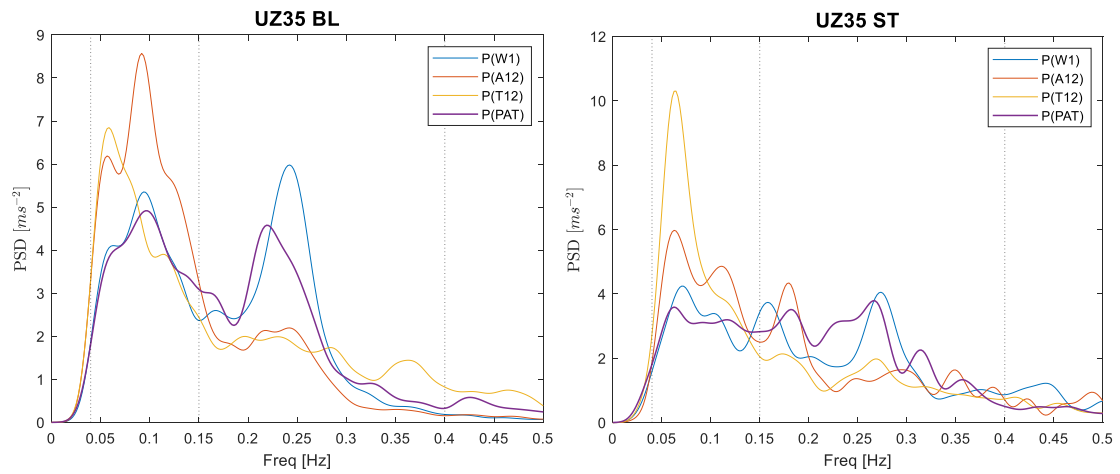 UZ35 BL
9
8
7
6
5
4
3
2
1
0
PSD [ms⁻²]
P(W1)
P(A12)
P(T12)
P(PAT)
0 0.05 0.1 0.15 0.2 0.25 0.3 0.35 0.4 0.45 0.5
Freq [Hz]
UZ35 ST
12
10
8
6
4
2
0
PSD [ms⁻²]
P(W1)
P(A12)
P(T12)
P(PAT)
0 0.05 0.1 0.15 0.2 0.25 0.3 0.35 0.4 0.45 0.5
Freq [Hz]